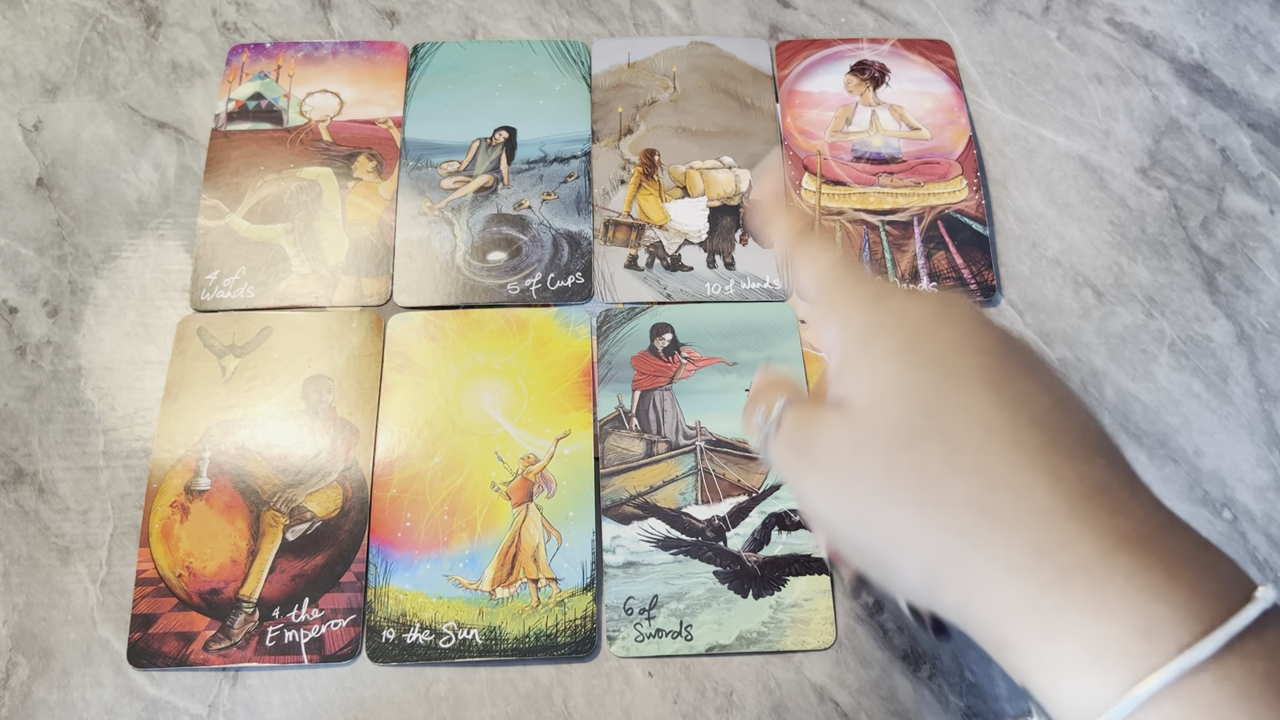 4 of
Wands
5 of Cups
10 of Wands
4. the
Emperor
19 the Sun
6 of
Swords